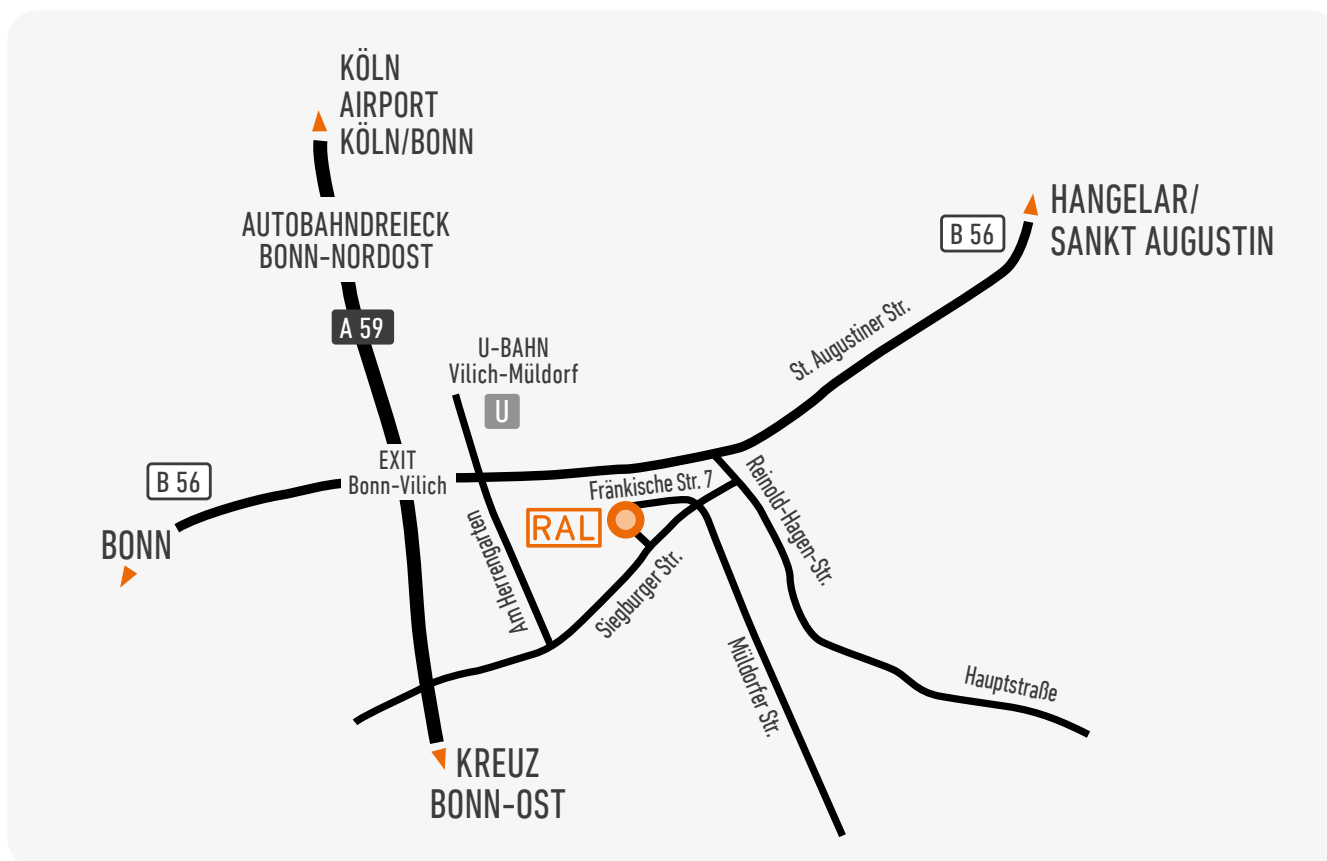 KÖLN
AIRPORT
KÖLN/BONN
AUTOBAHNDREIECK
BONN-NORDOST
HANGELAR/
SANKT AUGUSTIN
B 56
A 59
St. Augustiner Str.
U-BAHN
Vilich-Müldorf
U
EXIT
Bonn-Vilich
B 56
BONN
Fränkische Str. 7
RAL
Reinold-Hagen-Str.
Am Herrengarten
Siegburger Str.
Müldorfer Str.
Hauptstraße
KREUZ
BONN-OST